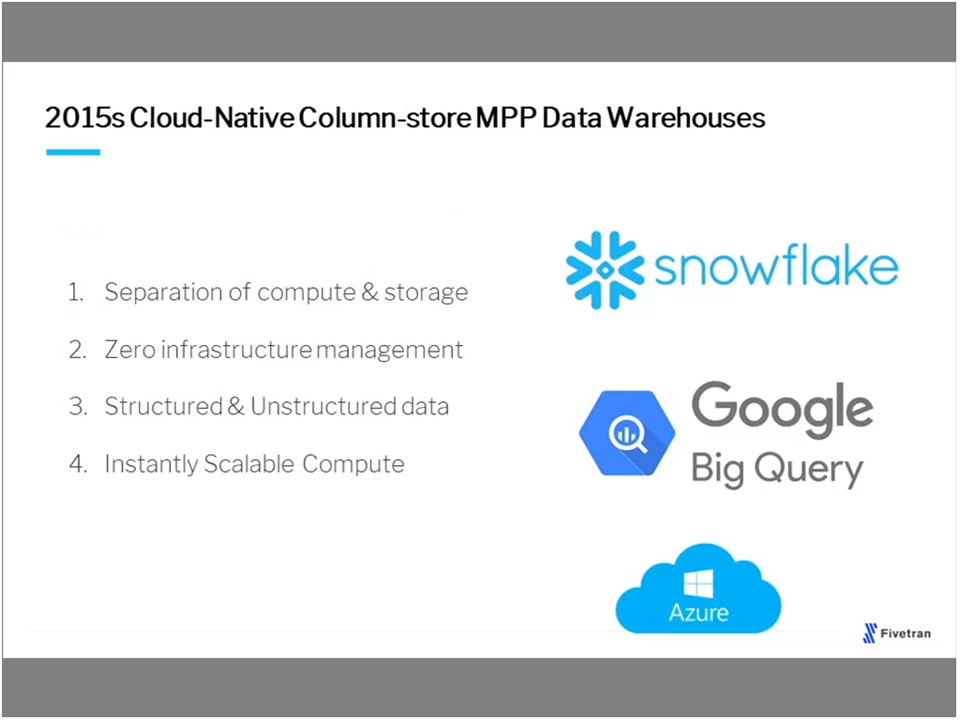 2015s Cloud-Native Column-store MPP Data Warehouses
1. Separation of compute & storage
2. Zero infrastructure management
3. Structured & Unstructured data
4. Instantly Scalable Compute
snowflake
Google
Big Query
Azure
Fivetran